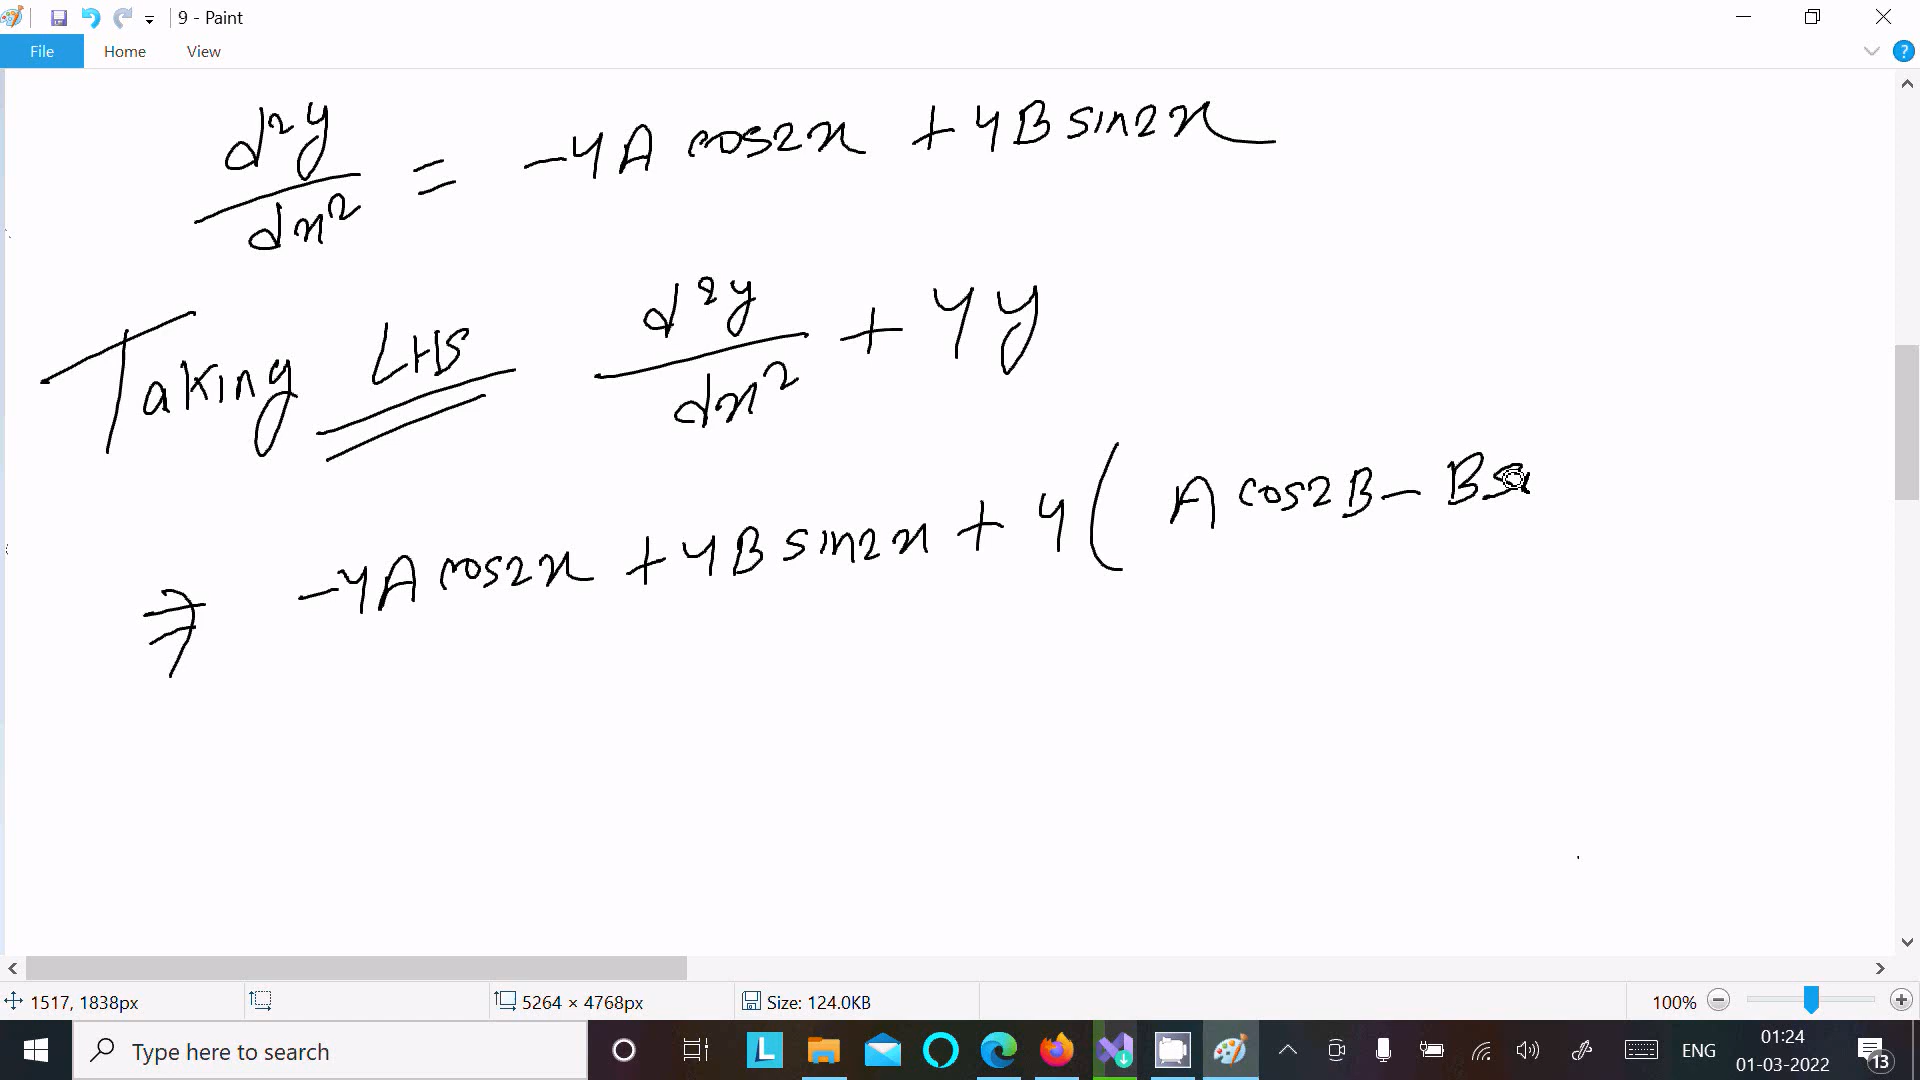 9 - Paint
File Home View
d²y/dx² = -4A cos2x + 4B sin2x
Taking LHS d²y/dx² + 4y
⇒ -4A cos2x + 4B sin2x + 4( A cos2B - Bs
1517, 1838px 5264 × 4768px Size: 124.0KB 100%
Type here to search L ENG 01:24
01-03-2022 13